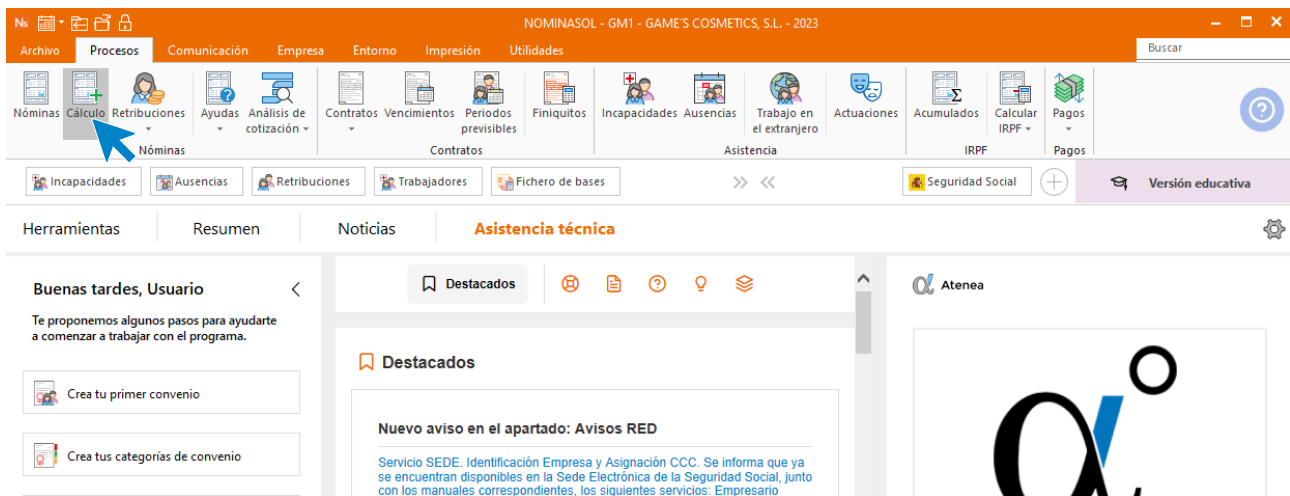 Ns NOMINASOL - GM1 - GAME'S COSMETICS, S.L. - 2023
Archivo Procesos Comunicación Empresa Entorno Impresión Utilidades Buscar
Nóminas Cálculo Retribuciones Ayudas Análisis de cotización Contratos Vencimientos Periodos previsibles Finiquitos Incapacidades Ausencias Trabajo en el extranjero Actuaciones Acumulados Calcular IRPF Pagos
Nóminas Contratos Asistencia IRPF Pagos
Incapacidades Ausencias Retribuciones Trabajadores Fichero de bases Seguridad Social Versión educativa
Herramientas Resumen Noticias Asistencia técnica
Buenas tardes, Usuario
Te proponemos algunos pasos para ayudarte
a comenzar a trabajar con el programa.
Crea tu primer convenio
Crea tus categorías de convenio
Destacados
Destacados
Nuevo aviso en el apartado: Avisos RED
Servicio SEDE. Identificación Empresa y Asignación CCC. Se informa que ya
se encuentran disponibles en la Sede Electrónica de la Seguridad Social, junto
con los manuales correspondientes, los siguientes servicios: Empresario
Atenea